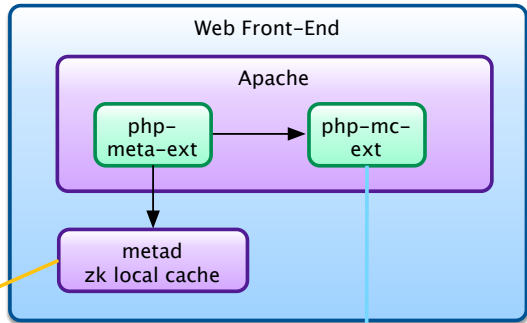 Web Front-End
Apache
php-
meta-ext
php-mc-
ext
metad
zk local cache